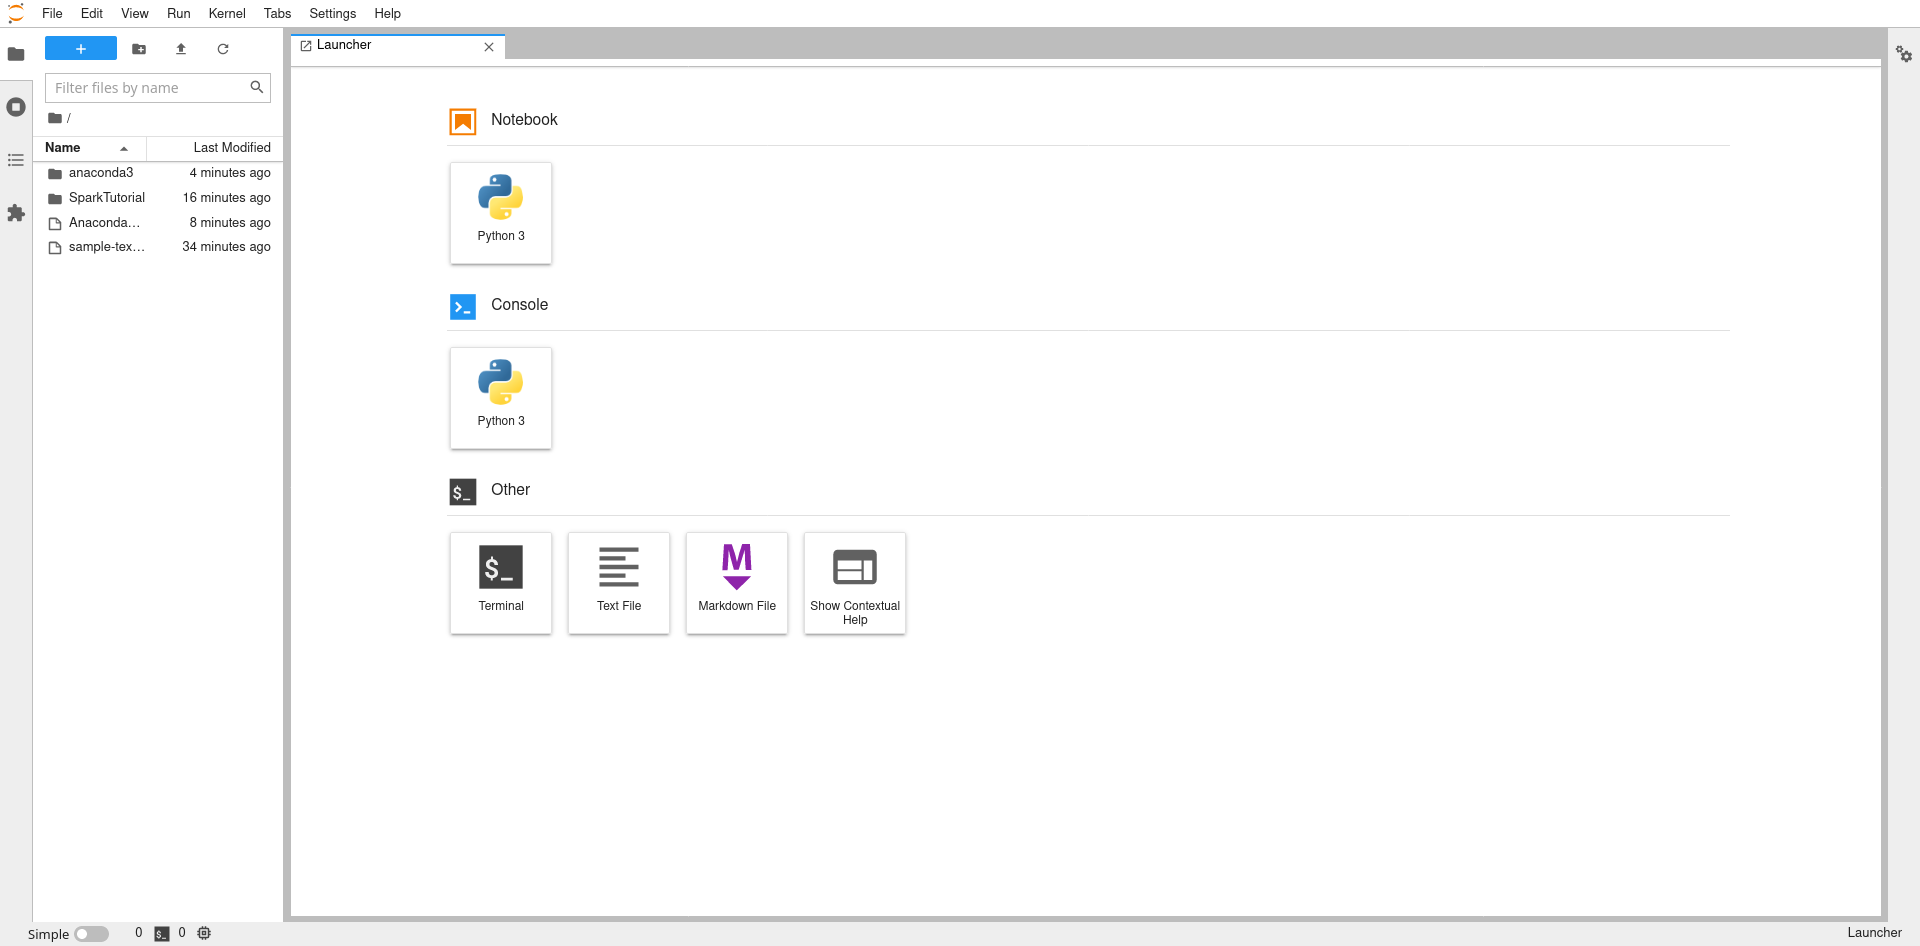 File Edit View Run Kernel Tabs Settings Help
Launcher
Filter files by name
/
Name Last Modified
anaconda3 4 minutes ago
SparkTutorial 16 minutes ago
Anaconda… 8 minutes ago
sample-tex… 34 minutes ago
Notebook
Python 3
Console
Python 3
$_ Other
$_ M
Terminal Text File Markdown File Show Contextual
Help
Simple 0 $_ 0 Launcher